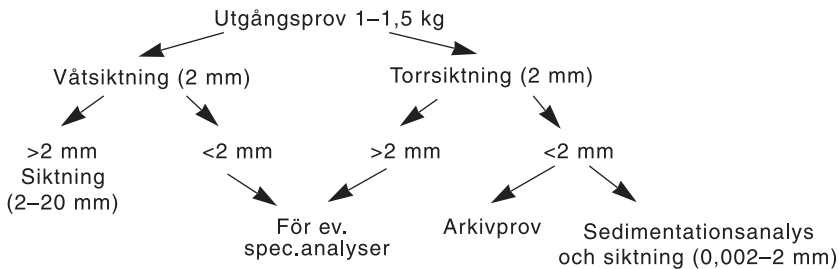 Utgångsprov 1–1,5 kg
Våtsiktning (2 mm)
Torrsiktning (2 mm)
>2 mm
Siktning
(2–20 mm)
<2 mm
>2 mm
<2 mm
För ev.
spec.analyser
Arkivprov
Sedimentationsanalys
och siktning (0,002–2 mm)